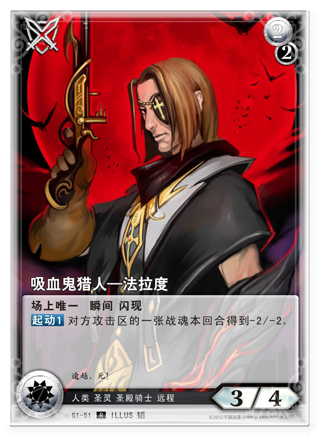 2
2
吸血鬼猎人—法拉度
场上唯一 瞬间 闪现
起动1 对方攻击区的一张战魂本回合得到-2/-2。
逾越，死!
人类 圣灵 圣殿骑士 远程
3/4
01-51 ILLUS